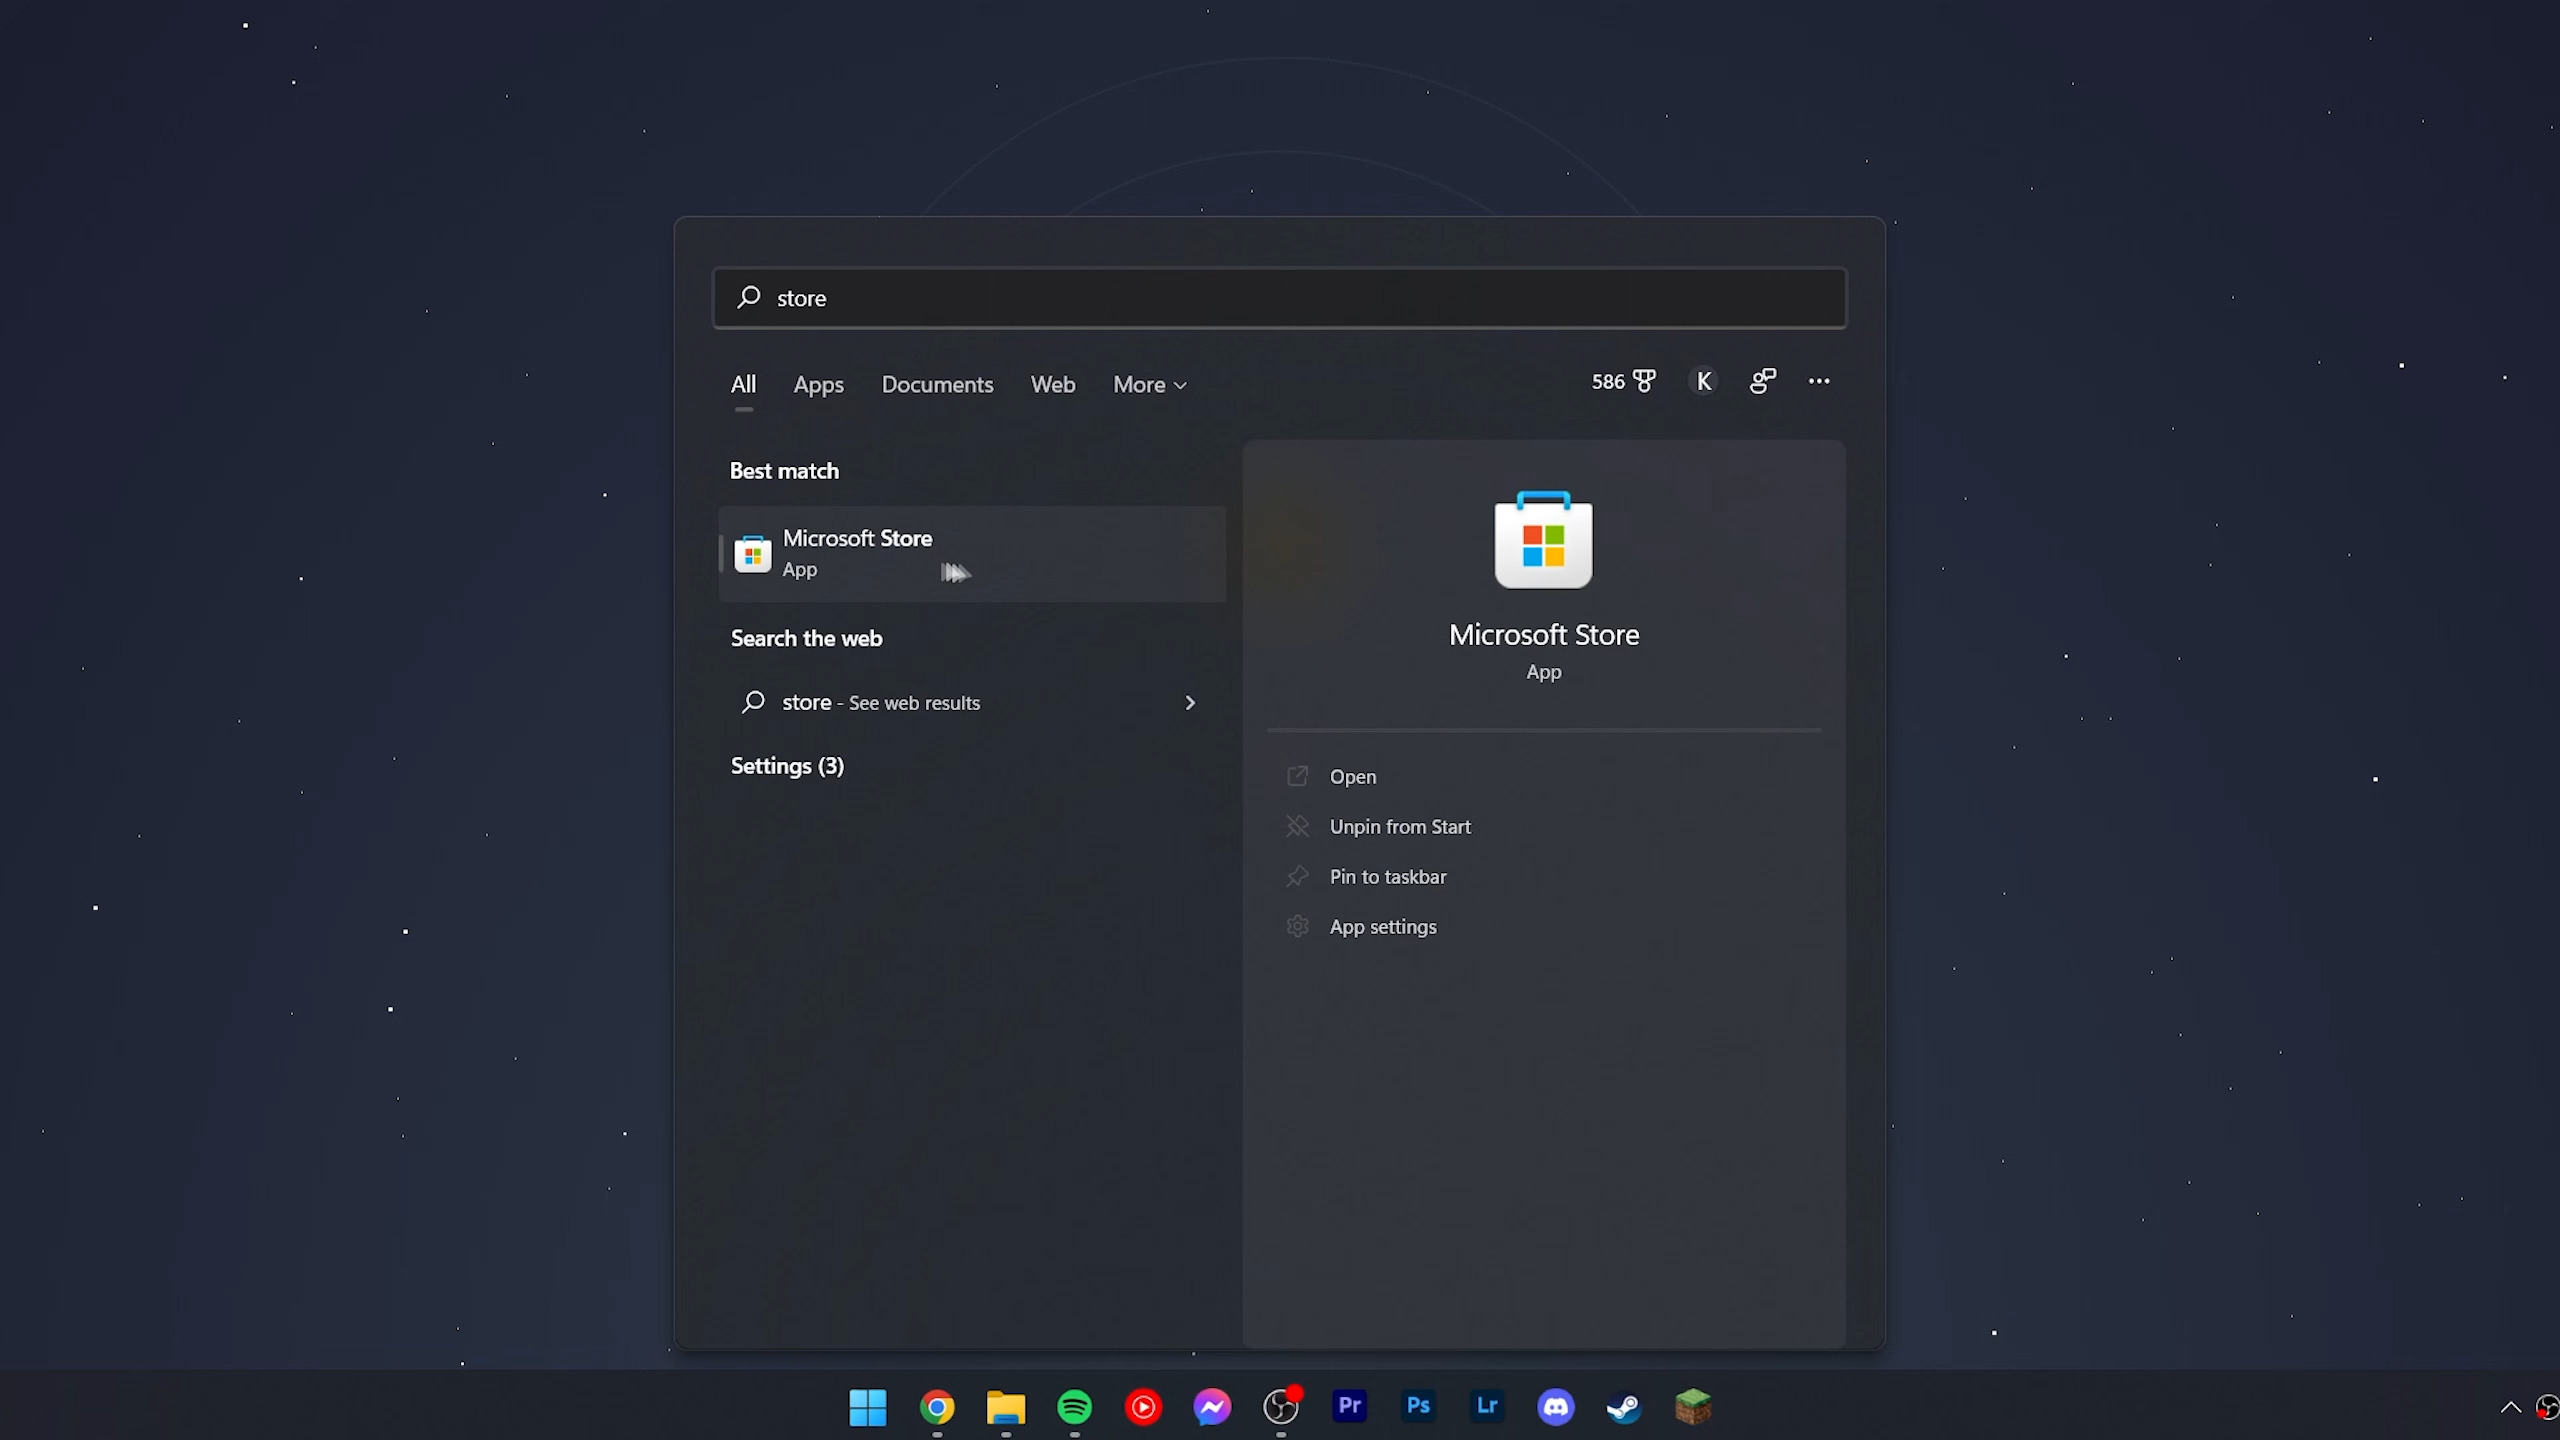 store
All Apps Documents Web More
586 K
Best match
Microsoft Store
App
Search the web
store - See web results
Settings (3)
Microsoft Store
App
Open
Unpin from Start
Pin to taskbar
App settings
Pr Ps Lr